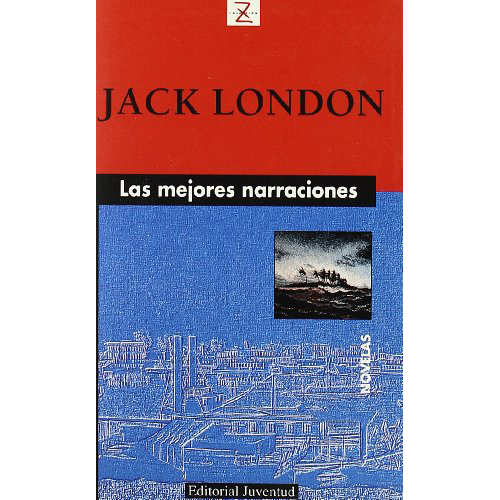 Z
JACK LONDON
Las mejores narraciones
NOVELAS
Editorial Juventud